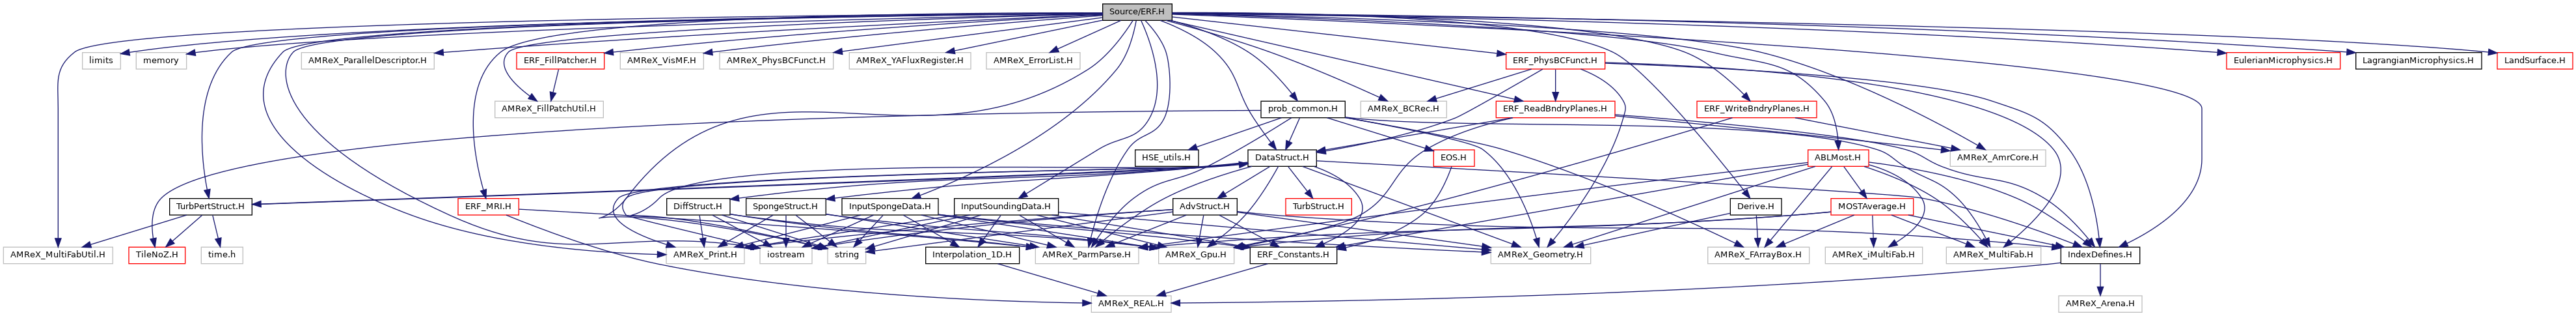 Source/ERF.H
limits
memory
AMReX_ParallelDescriptor.H
ERF_FillPatcher.H
AMReX_VisMF.H
AMReX_PhysBCFunct.H
AMReX_YAFluxRegister.H
AMReX_ErrorList.H
ERF_PhysBCFunct.H
EulerianMicrophysics.H
LagrangianMicrophysics.H
LandSurface.H
AMReX_FillPatchUtil.H
prob_common.H
AMReX_BCRec.H
ERF_ReadBndryPlanes.H
ERF_WriteBndryPlanes.H
HSE_utils.H
DataStruct.H
EOS.H
ABLMost.H
AMReX_AmrCore.H
TurbPertStruct.H
ERF_MRI.H
DiffStruct.H
SpongeStruct.H
InputSpongeData.H
InputSoundingData.H
AdvStruct.H
TurbStruct.H
Derive.H
MOSTAverage.H
AMReX_MultiFabUtil.H
TileNoZ.H
time.h
AMReX_Print.H
iostream
string
Interpolation_1D.H
AMReX_ParmParse.H
AMReX_Gpu.H
ERF_Constants.H
AMReX_Geometry.H
AMReX_FArrayBox.H
AMReX_iMultiFab.H
AMReX_MultiFab.H
IndexDefines.H
AMReX_REAL.H
AMReX_Arena.H